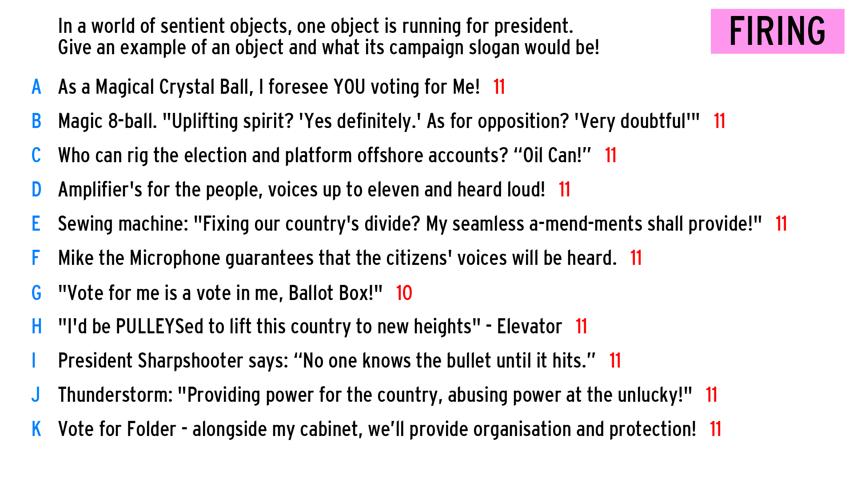 In a world of sentient objects, one object is running for president.
Give an example of an object and what its campaign slogan would be!
FIRING
A As a Magical Crystal Ball, I foresee YOU voting for Me! 11
B Magic 8-ball. "Uplifting spirit? 'Yes definitely.' As for opposition? 'Very doubtful'" 11
C Who can rig the election and platform offshore accounts? “Oil Can!” 11
D Amplifier's for the people, voices up to eleven and heard loud! 11
E Sewing machine: "Fixing our country's divide? My seamless a-mend-ments shall provide!" 11
F Mike the Microphone guarantees that the citizens' voices will be heard. 11
G "Vote for me is a vote in me, Ballot Box!" 10
H "I'd be PULLEYSed to lift this country to new heights" - Elevator 11
I President Sharpshooter says: “No one knows the bullet until it hits.” 11
J Thunderstorm: "Providing power for the country, abusing power at the unlucky!" 11
K Vote for Folder - alongside my cabinet, we’ll provide organisation and protection! 11